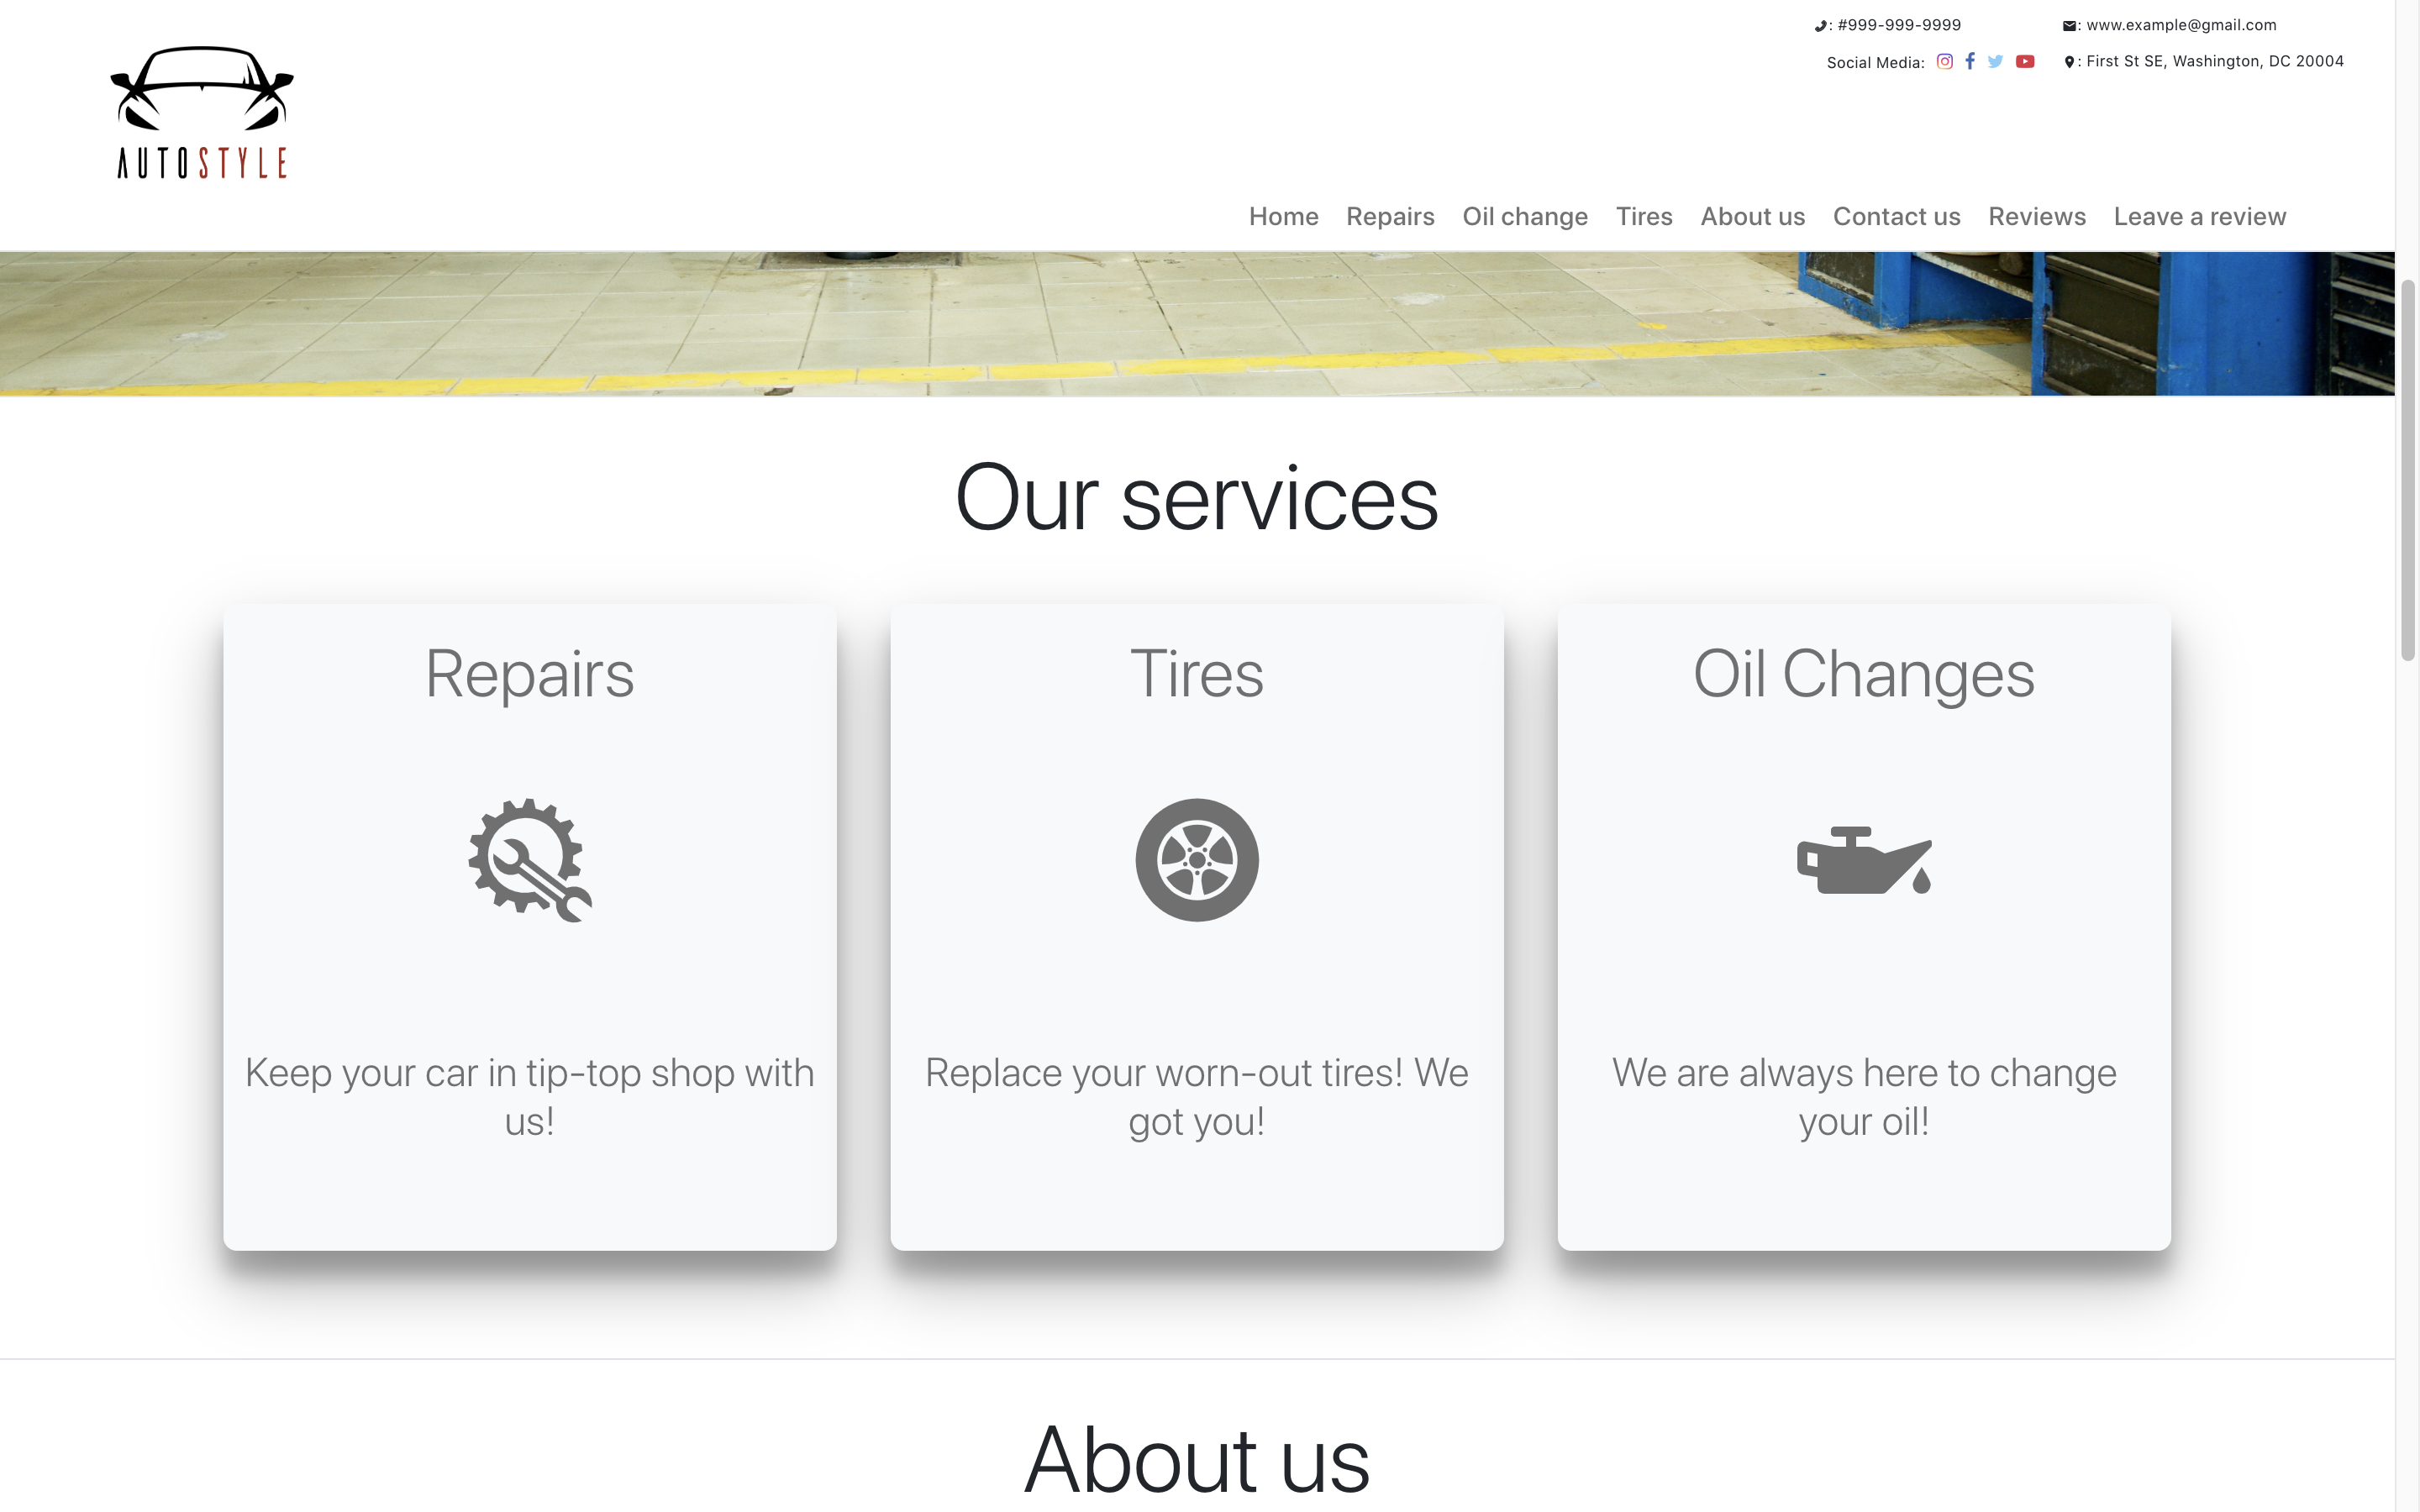 : #999-999-9999
: www.example@gmail.com
Social Media:
: First St SE, Washington, DC 20004
AUTOSTYLE
Home Repairs Oil change Tires About us Contact us Reviews Leave a review
Our services
Repairs
Keep your car in tip-top shop with
us!
Tires
Replace your worn-out tires! We
got you!
Oil Changes
We are always here to change
your oil!
About us